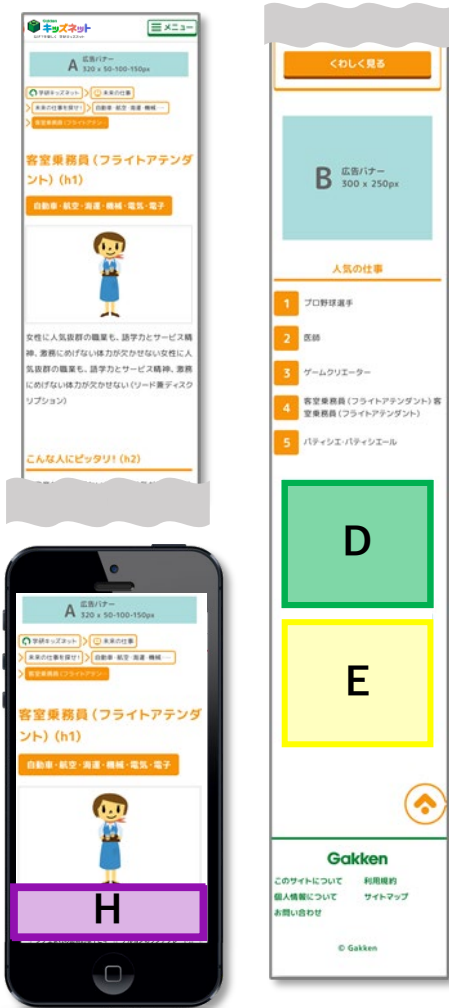 Gakken
キッズネット
メニュー
A 広告バナー
320 x 50-100-150px
学研キッズネット
未来の仕事
未来の仕事を探せ!
自動車・航空・海運・機械…
客室乗務員(フライトアテン…
客室乗務員(フライトアテンダ
ント)(h1)
自動車・航空・海運・機械・電気・電子
女性に人気抜群の職業も、語学力とサービス精
神、激務にめげない体力が欠かせない女性に人
気抜群の職業も、語学力とサービス精神、激務
にめげない体力が欠かせない(リード兼ディスク
リプション)
こんな人にピッタリ!(h2)
A 広告バナー
320 x 50-100-150px
学研キッズネット
未来の仕事
未来の仕事を探せ!
自動車・航空・海運・機械…
客室乗務員(フライトアテン…
客室乗務員(フライトアテンダ
ント)(h1)
自動車・航空・海運・機械・電気・電子
H
くわしく見る
B 広告バナー
300 x 250px
人気の仕事
1 プロ野球選手
2 医師
3 ゲームクリエーター
4 客室乗務員(フライトアテンダント)客
室乗務員(フライトアテンダント)
5 パティシエ・パティシエール
D
E
Gakken
このサイトについて 利用規約
個人情報について サイトマップ
お問い合わせ
© Gakken